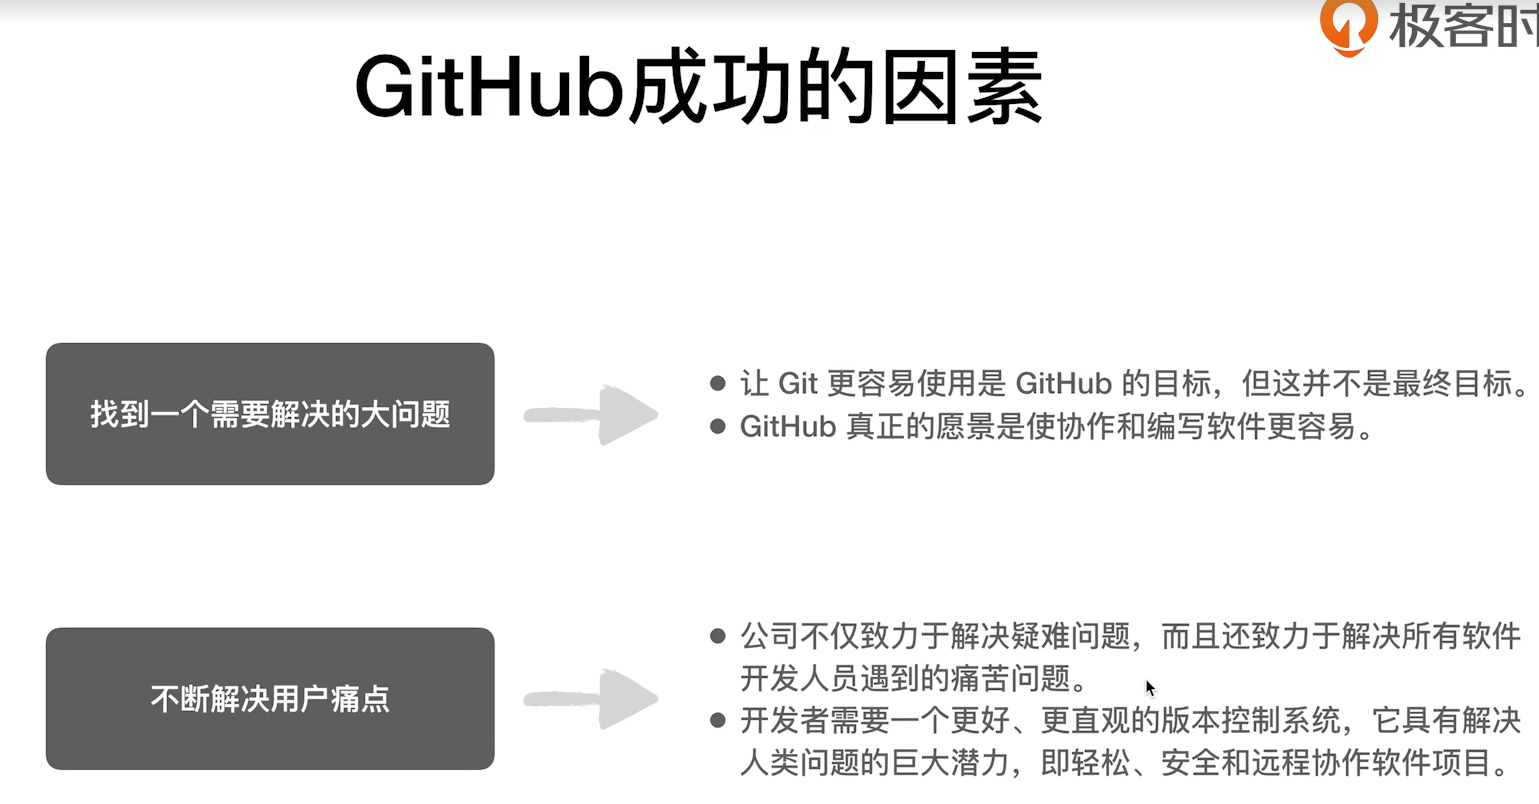 极客时
GitHub成功的因素
找到一个需要解决的大问题
让 Git 更容易使用是 GitHub 的目标，但这并不是最终目标。
GitHub 真正的愿景是使协作和编写软件更容易。
不断解决用户痛点
公司不仅致力于解决疑难问题，而且还致力于解决所有软件
开发人员遇到的痛苦问题。
开发者需要一个更好、更直观的版本控制系统，它具有解决
人类问题的巨大潜力，即轻松、安全和远程协作软件项目。